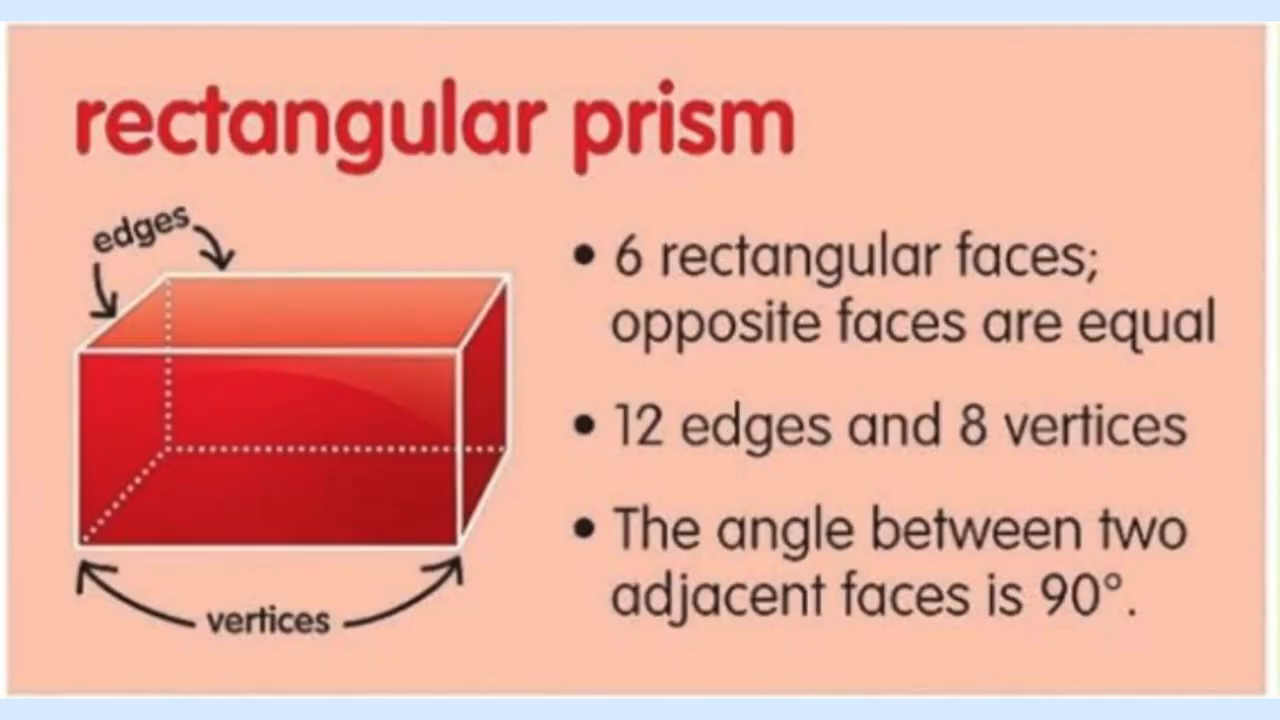 rectangular prism
edges
• 6 rectangular faces;
opposite faces are equal
• 12 edges and 8 vertices
• The angle between two
adjacent faces is 90°.
vertices